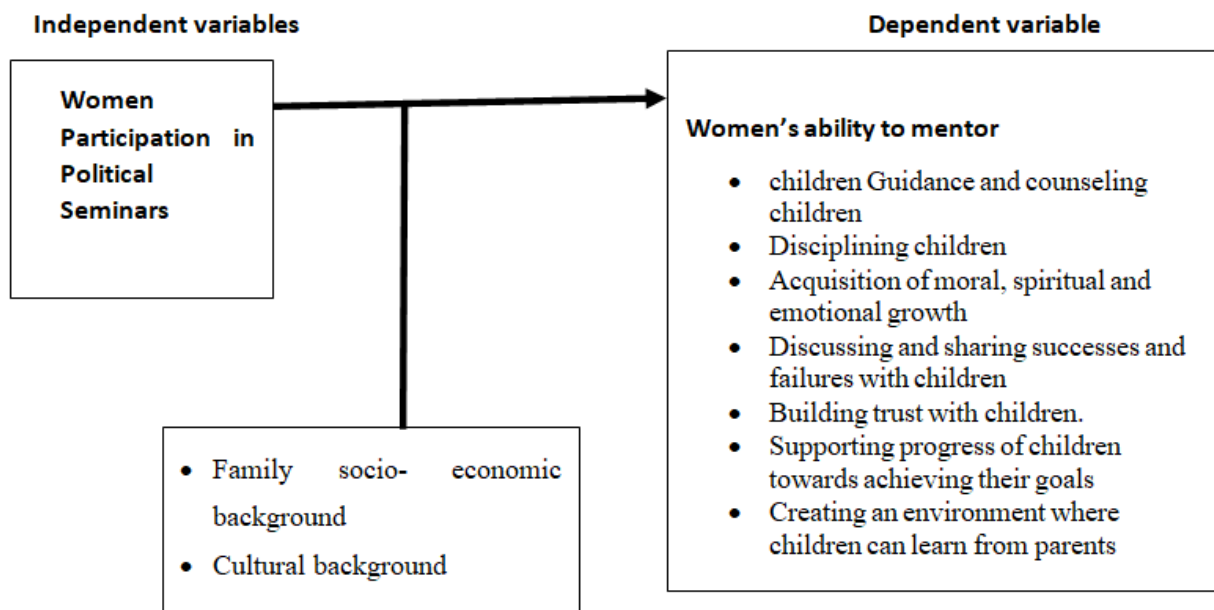 Independent variables
Women
Participation in
Political
Seminars
• Family socio- economic
background
• Cultural background
Dependent variable
Women’s ability to mentor
• children Guidance and counseling
children
• Disciplining children
• Acquisition of moral, spiritual and
emotional growth
• Discussing and sharing successes and
failures with children
• Building trust with children.
• Supporting progress of children
towards achieving their goals
• Creating an environment where
children can learn from parents